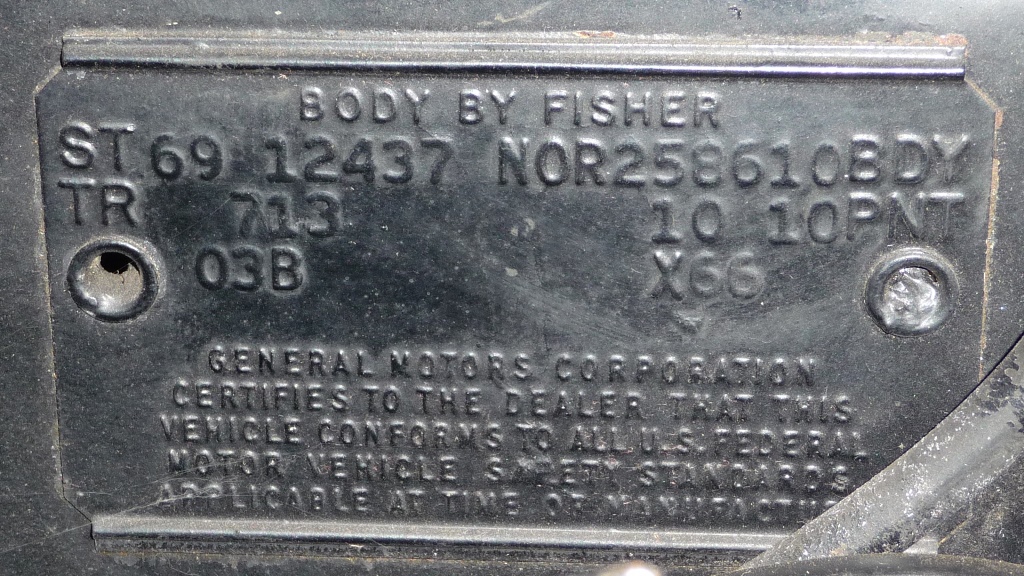 BODY BY FISHER
ST 69 12437 NOR258610 BDY
TR 713 10 10 PNT
03B X66
GENERAL MOTORS CORPORATION
CERTIFIES TO THE DEALER THAT THIS
VEHICLE CONFORMS TO ALL U.S. FEDERAL
MOTOR VEHICLE SAFETY STANDARDS
APPLICABLE AT TIME OF MANUFACTU